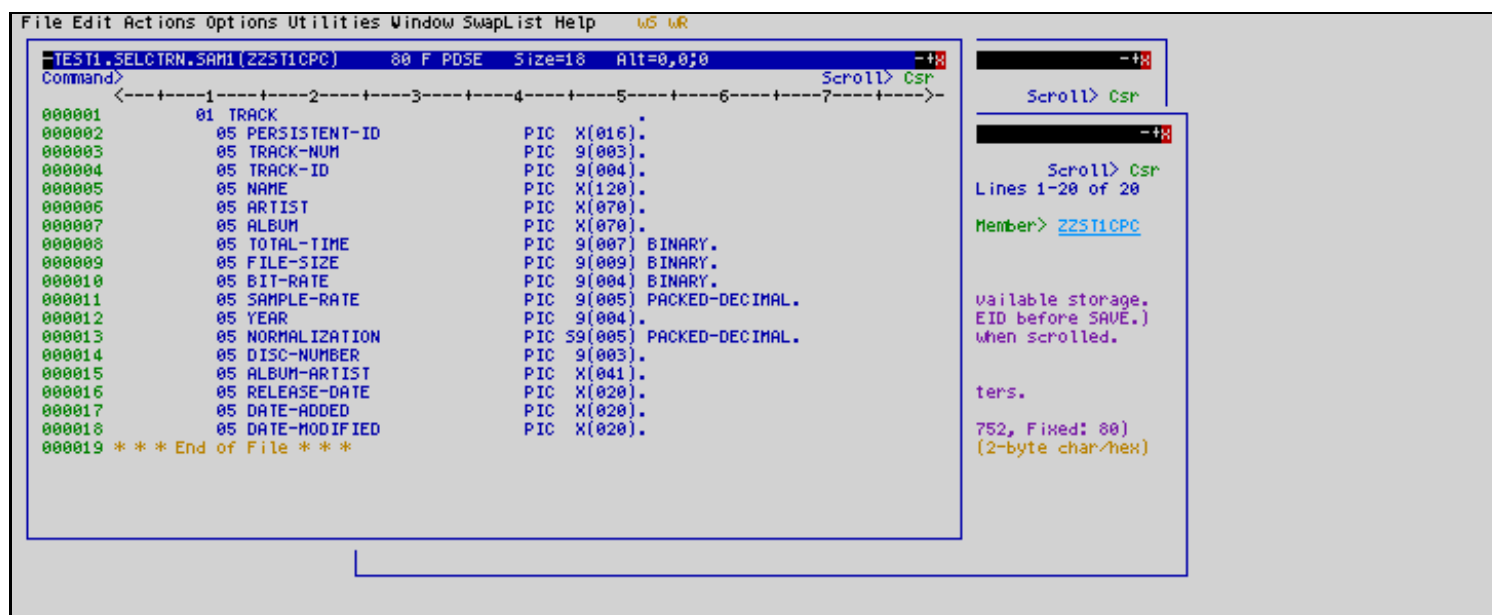 File Edit Actions Options Utilities Window SwapList Help WS WR
-TEST1.SELCTRN.SAM1(ZZST1CPC) 80 F PDSE Size=18 Alt=0,0;0 -+x
Command> Scroll> Csr
<---+----1----+----2----+----3----+----4----+----5----+----6----+----7----+---->-
000001 01 TRACK .
000002 05 PERSISTENT-ID PIC X(016).
000003 05 TRACK-NUM PIC 9(003).
000004 05 TRACK-ID PIC 9(004).
000005 05 NAME PIC X(120).
000006 05 ARTIST PIC X(070).
000007 05 ALBUM PIC X(070).
000008 05 TOTAL-TIME PIC 9(007) BINARY.
000009 05 FILE-SIZE PIC 9(009) BINARY.
000010 05 BIT-RATE PIC 9(004) BINARY.
000011 05 SAMPLE-RATE PIC 9(005) PACKED-DECIMAL.
000012 05 YEAR PIC 9(004).
000013 05 NORMALIZATION PIC S9(005) PACKED-DECIMAL.
000014 05 DISC-NUMBER PIC 9(003).
000015 05 ALBUM-ARTIST PIC X(041).
000016 05 RELEASE-DATE PIC X(020).
000017 05 DATE-ADDED PIC X(020).
000018 05 DATE-MODIFIED PIC X(020).
000019 * * * End of File * * *
-+x
Scroll> Csr
-+x
Scroll> Csr
Lines 1-20 of 20
Member> ZZST1CPC
vailable storage.
EID before SAVE.)
when scrolled.
ters.
752, Fixed: 80)
(2-byte char/hex)